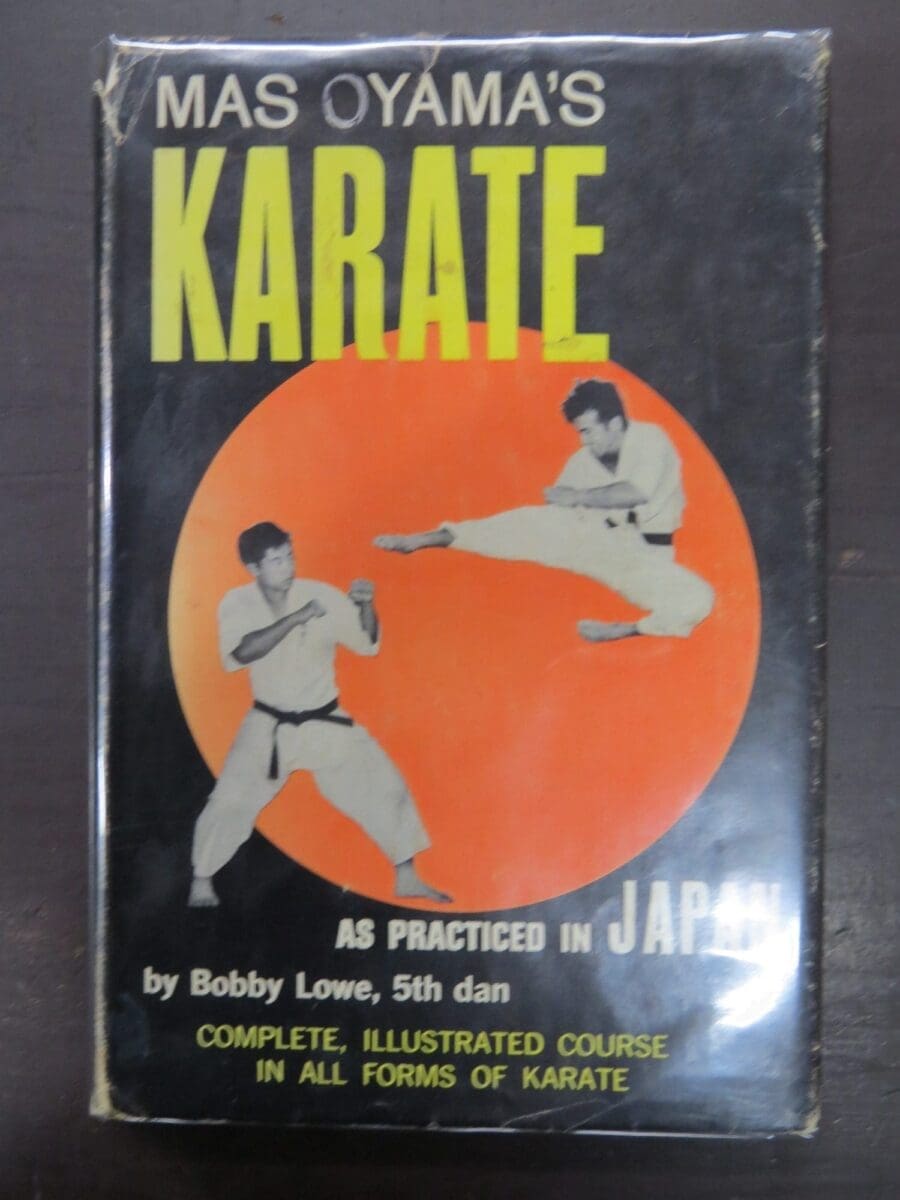 MAS OYAMA'S
KARATE
AS PRACTICED IN JAPAN
by Bobby Lowe, 5th dan
COMPLETE, ILLUSTRATED COURSE
IN ALL FORMS OF KARATE